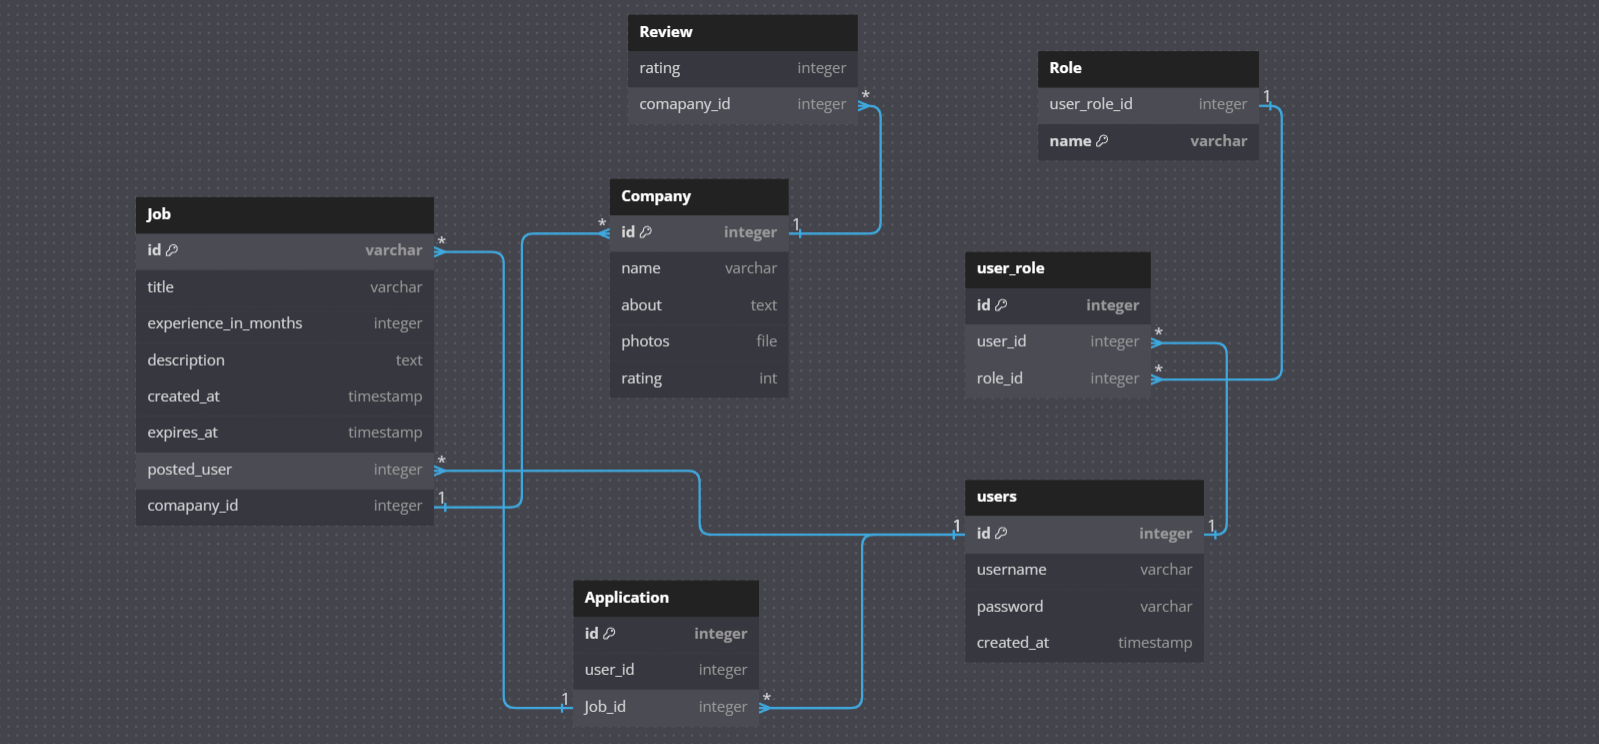 Review
rating integer
comapany_id integer
*
Role
user_role_id integer
1
name varchar
Job
id varchar
*
title varchar
experience_in_months integer
description text
created_at timestamp
expires_at timestamp
posted_user integer
*
comapany_id integer
1
Company
*
id integer
1
name varchar
about text
photos file
rating int
user_role
id integer
user_id integer
*
role_id integer
*
users
1
id integer
1
username varchar
password varchar
created_at timestamp
Application
id integer
user_id integer
1
Job_id integer
*